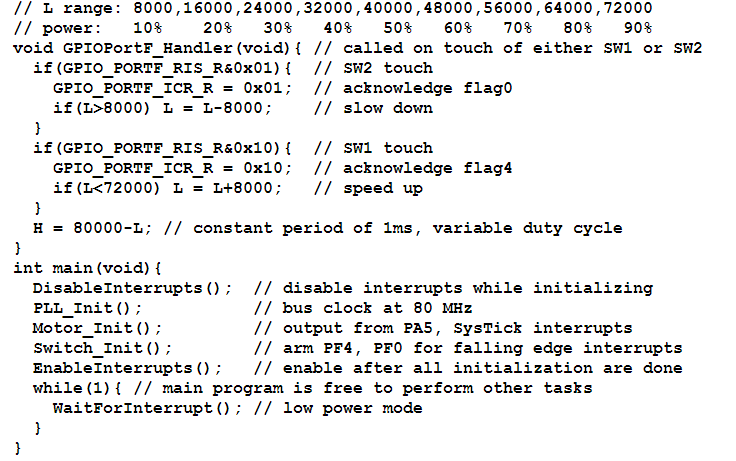 // L range: 8000,16000,24000,32000,40000,48000,56000,64000,72000
// power:   10%    20%   30%   40%   50%   60%   70%   80%   90%
void GPIOPortF_Handler(void){ // called on touch of either SW1 or SW2
  if(GPIO_PORTF_RIS_R&0x01){  // SW2 touch
    GPIO_PORTF_ICR_R = 0x01;  // acknowledge flag0
    if(L>8000) L = L-8000;    // slow down
  }
  if(GPIO_PORTF_RIS_R&0x10){  // SW1 touch
    GPIO_PORTF_ICR_R = 0x10;  // acknowledge flag4
    if(L<72000) L = L+8000;   // speed up
  }
  H = 80000-L; // constant period of 1ms, variable duty cycle
}
int main(void){
  DisableInterrupts();  // disable interrupts while initializing
  PLL_Init();           // bus clock at 80 MHz
  Motor_Init();         // output from PA5, SysTick interrupts
  Switch_Init();        // arm PF4, PF0 for falling edge interrupts
  EnableInterrupts();   // enable after all initialization are done
  while(1){ // main program is free to perform other tasks
    WaitForInterrupt(); // low power mode
  }
}